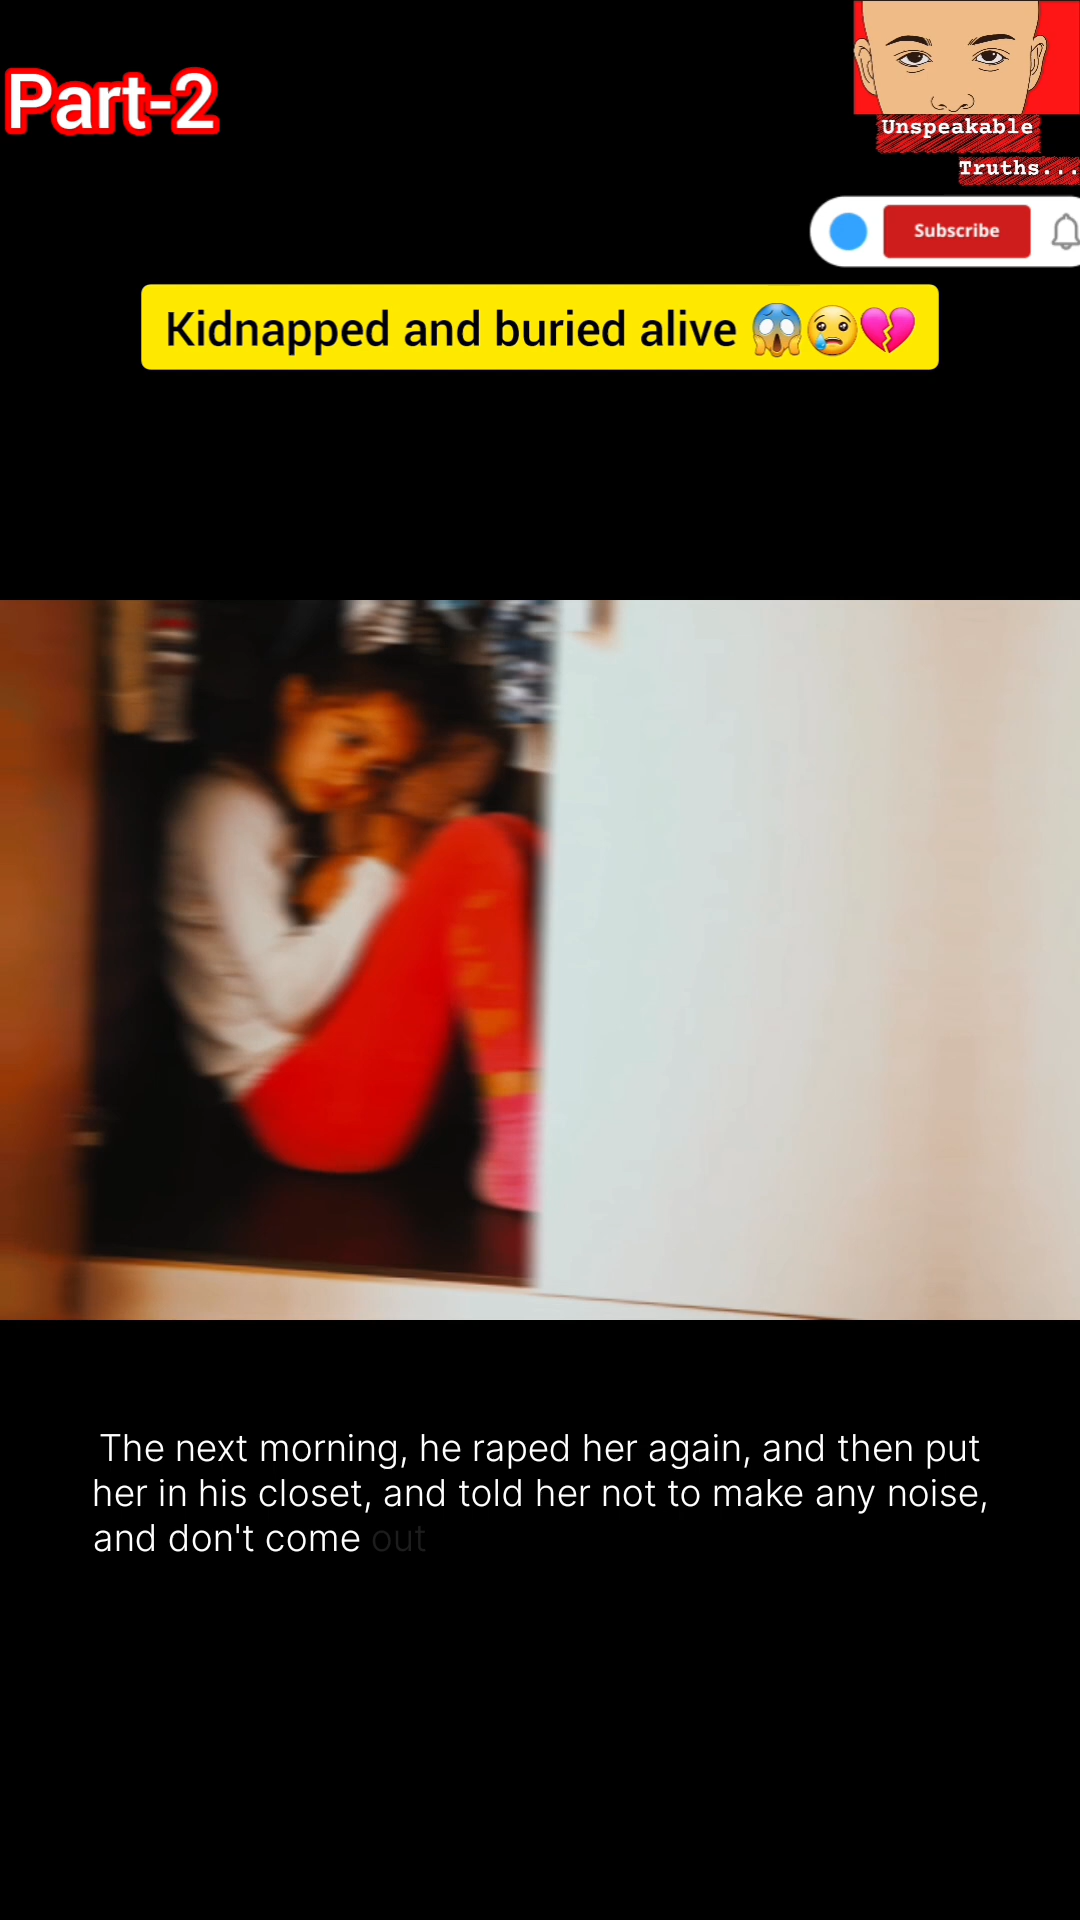 Part-2
Unspeakable
Truths...
Subscribe
Kidnapped and buried alive 😱😢💔
The next morning, he raped her again, and then put
her in his closet, and told her not to make any noise,
and don't come out